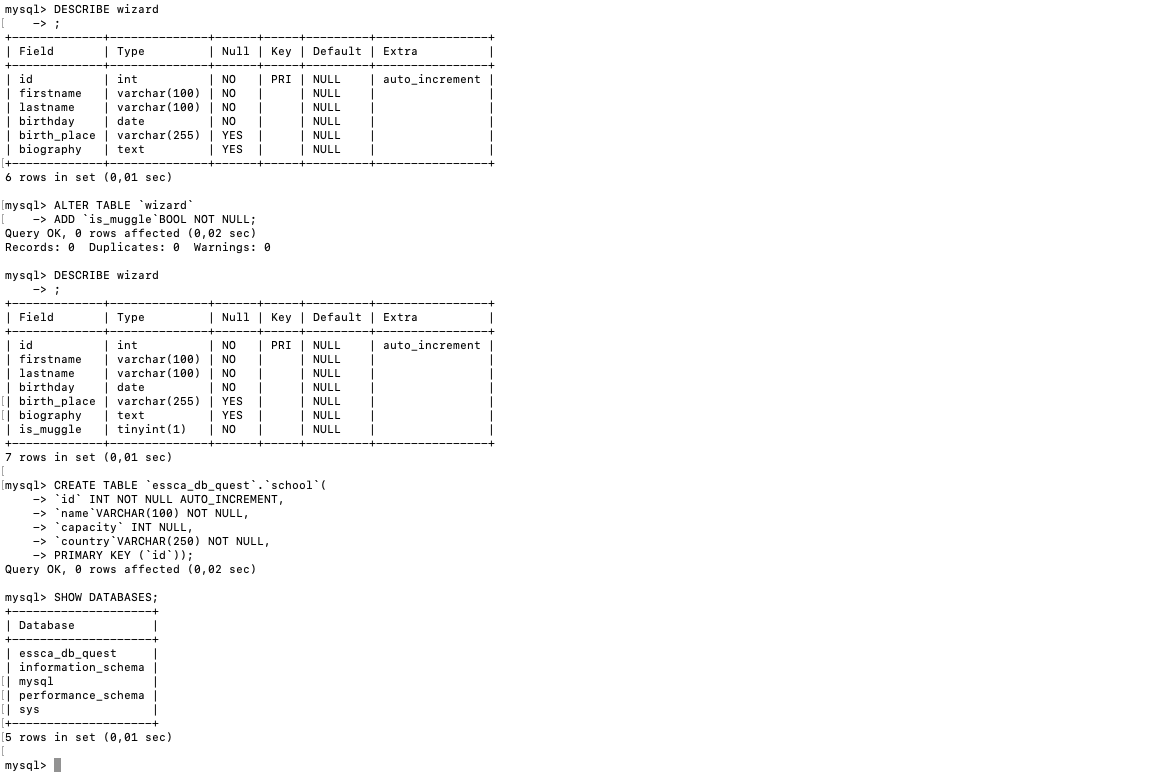 mysql> DESCRIBE wizard
[    -> ;
+-------------+--------------+------+-----+---------+----------------+
| Field       | Type         | Null | Key | Default | Extra          |
+-------------+--------------+------+-----+---------+----------------+
| id          | int          | NO   | PRI | NULL    | auto_increment |
| firstname   | varchar(100) | NO   |     | NULL    |                |
| lastname    | varchar(100) | NO   |     | NULL    |                |
| birthday    | date         | NO   |     | NULL    |                |
| birth_place | varchar(255) | YES  |     | NULL    |                |
| biography   | text         | YES  |     | NULL    |                |
[+-------------+--------------+------+-----+---------+----------------+
6 rows in set (0,01 sec)
[mysql> ALTER TABLE `wizard`
[    -> ADD `is_muggle`BOOL NOT NULL;
Query OK, 0 rows affected (0,02 sec)
Records: 0  Duplicates: 0  Warnings: 0
mysql> DESCRIBE wizard
    -> ;
+-------------+--------------+------+-----+---------+----------------+
| Field       | Type         | Null | Key | Default | Extra          |
+-------------+--------------+------+-----+---------+----------------+
| id          | int          | NO   | PRI | NULL    | auto_increment |
| firstname   | varchar(100) | NO   |     | NULL    |                |
| lastname    | varchar(100) | NO   |     | NULL    |                |
| birthday    | date         | NO   |     | NULL    |                |
[| birth_place | varchar(255) | YES  |     | NULL    |                |
[| biography   | text         | YES  |     | NULL    |                |
| is_muggle   | tinyint(1)   | NO   |     | NULL    |                |
+-------------+--------------+------+-----+---------+----------------+
7 rows in set (0,01 sec)
[
[mysql> CREATE TABLE `essca_db_quest`.`school`(
    -> `id` INT NOT NULL AUTO_INCREMENT,
    -> `name`VARCHAR(100) NOT NULL,
    -> `capacity` INT NULL,
    -> `country`VARCHAR(250) NOT NULL,
    -> PRIMARY KEY (`id`));
Query OK, 0 rows affected (0,02 sec)
mysql> SHOW DATABASES;
+--------------------+
| Database           |
+--------------------+
| essca_db_quest     |
| information_schema |
[| mysql              |
[| performance_schema |
[| sys                |
[+--------------------+
[5 rows in set (0,01 sec)
[
mysql>